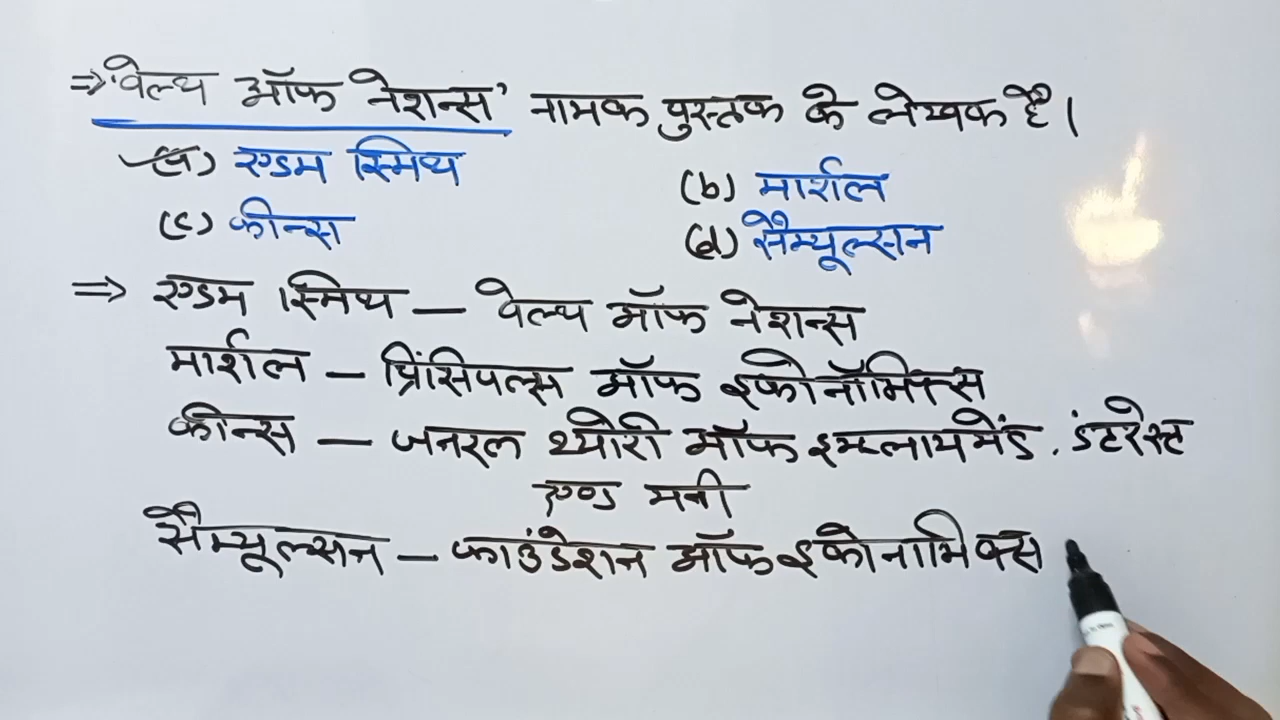 ⇒ 'वेल्थ ऑफ नेशन्स' नामक पुस्तक के लेखक है।
(a) एडम स्मिथ (b) मार्शल
(c) कीन्स (d) सैम्यूल्सन
⇒ एडम स्मिथ — वेल्थ ऑफ नेशन्स
मार्शल — प्रिंसिपल्स ऑफ इकोनॉमिक्स
कीन्स — जनरल थ्योरी ऑफ इम्प्लायमेंड . इंटरेस्ट
एण्ड मनी
सैम्यूल्सन — फाउंडेशन ऑफ इकोनामिक्स